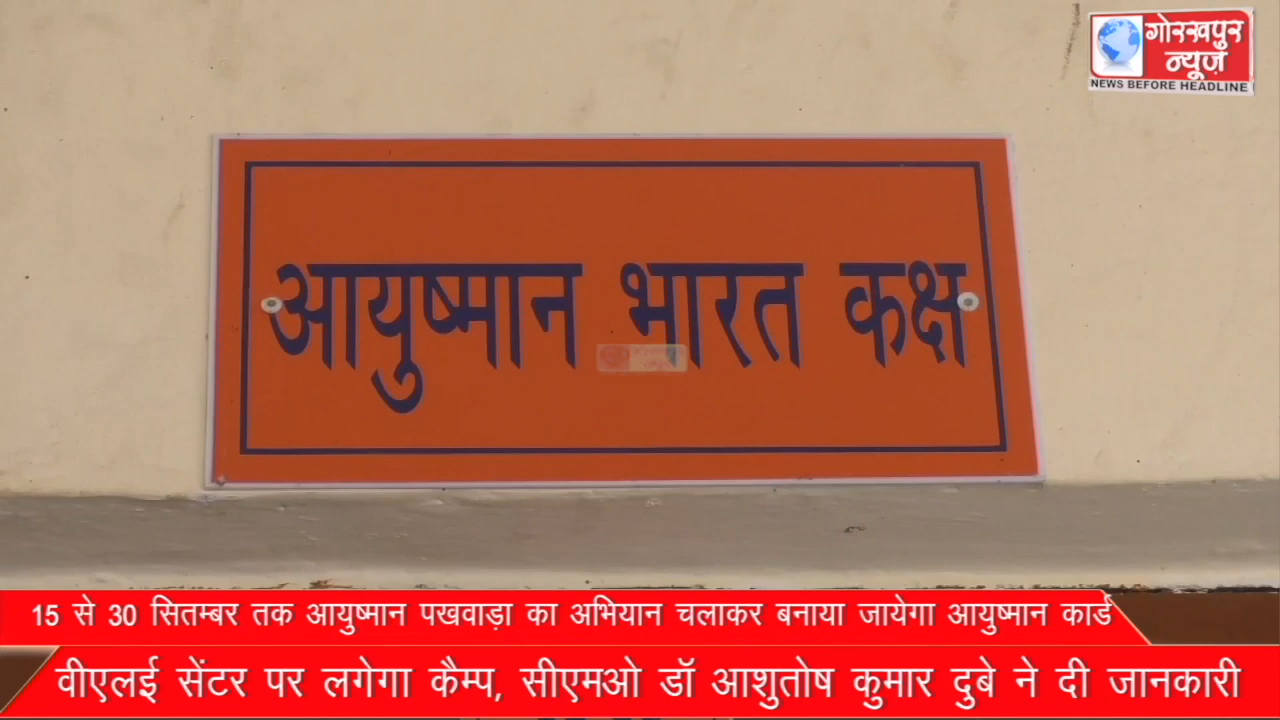 गोरखपुर
न्यूज़
NEWS BEFORE HEADLINE
आयुष्मान भारत कक्ष
15 से 30 सितम्बर तक आयुष्मान पखवाड़ा का अभियान चलाकर बनाया जायेगा आयुष्मान कार्ड
वीएलई सेंटर पर लगेगा कैम्प, सीएमओ डॉ आशुतोष कुमार दुबे ने दी जानकारी